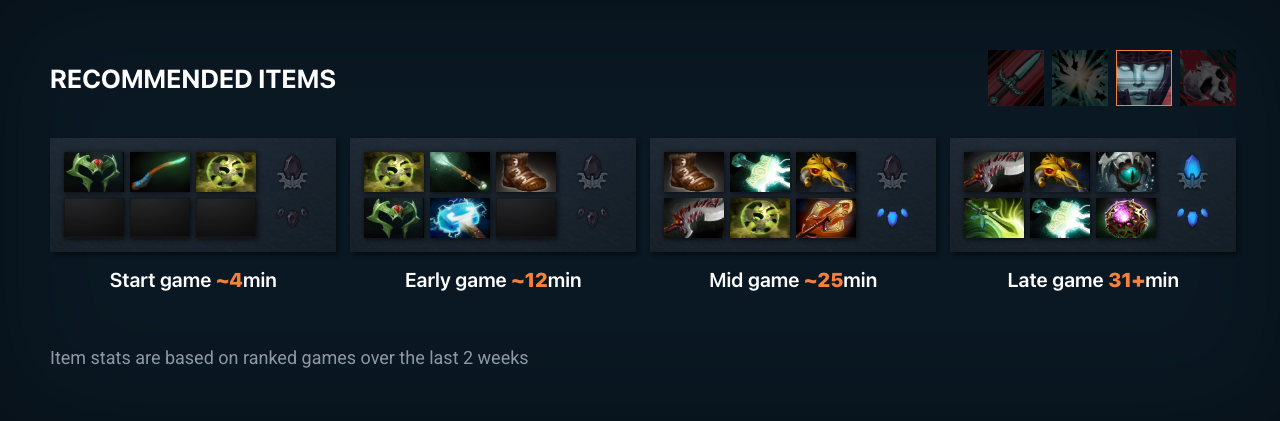 RECOMMENDED ITEMS
Start game ~4min
Early game ~12min
Mid game ~25min
Late game 31+min
Item stats are based on ranked games over the last 2 weeks